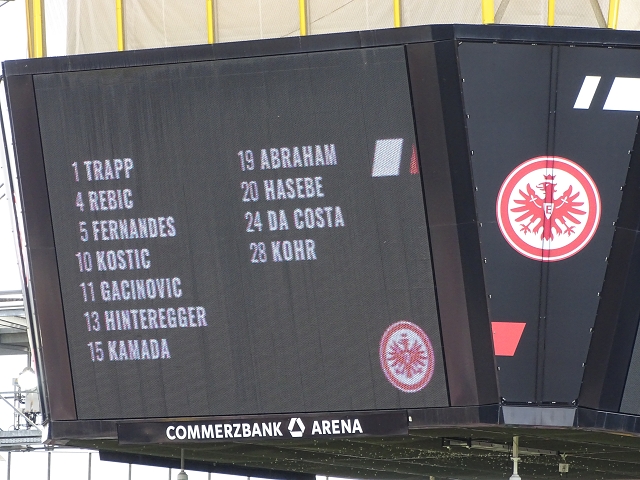 1 TRAPP
4 REBIC
5 FERNANDES
10 KOSTIC
11 GACINOVIC
13 HINTEREGGER
15 KAMADA
19 ABRAHAM
20 HASEBE
24 DA COSTA
28 KOHR
COMMERZBANK ARENA